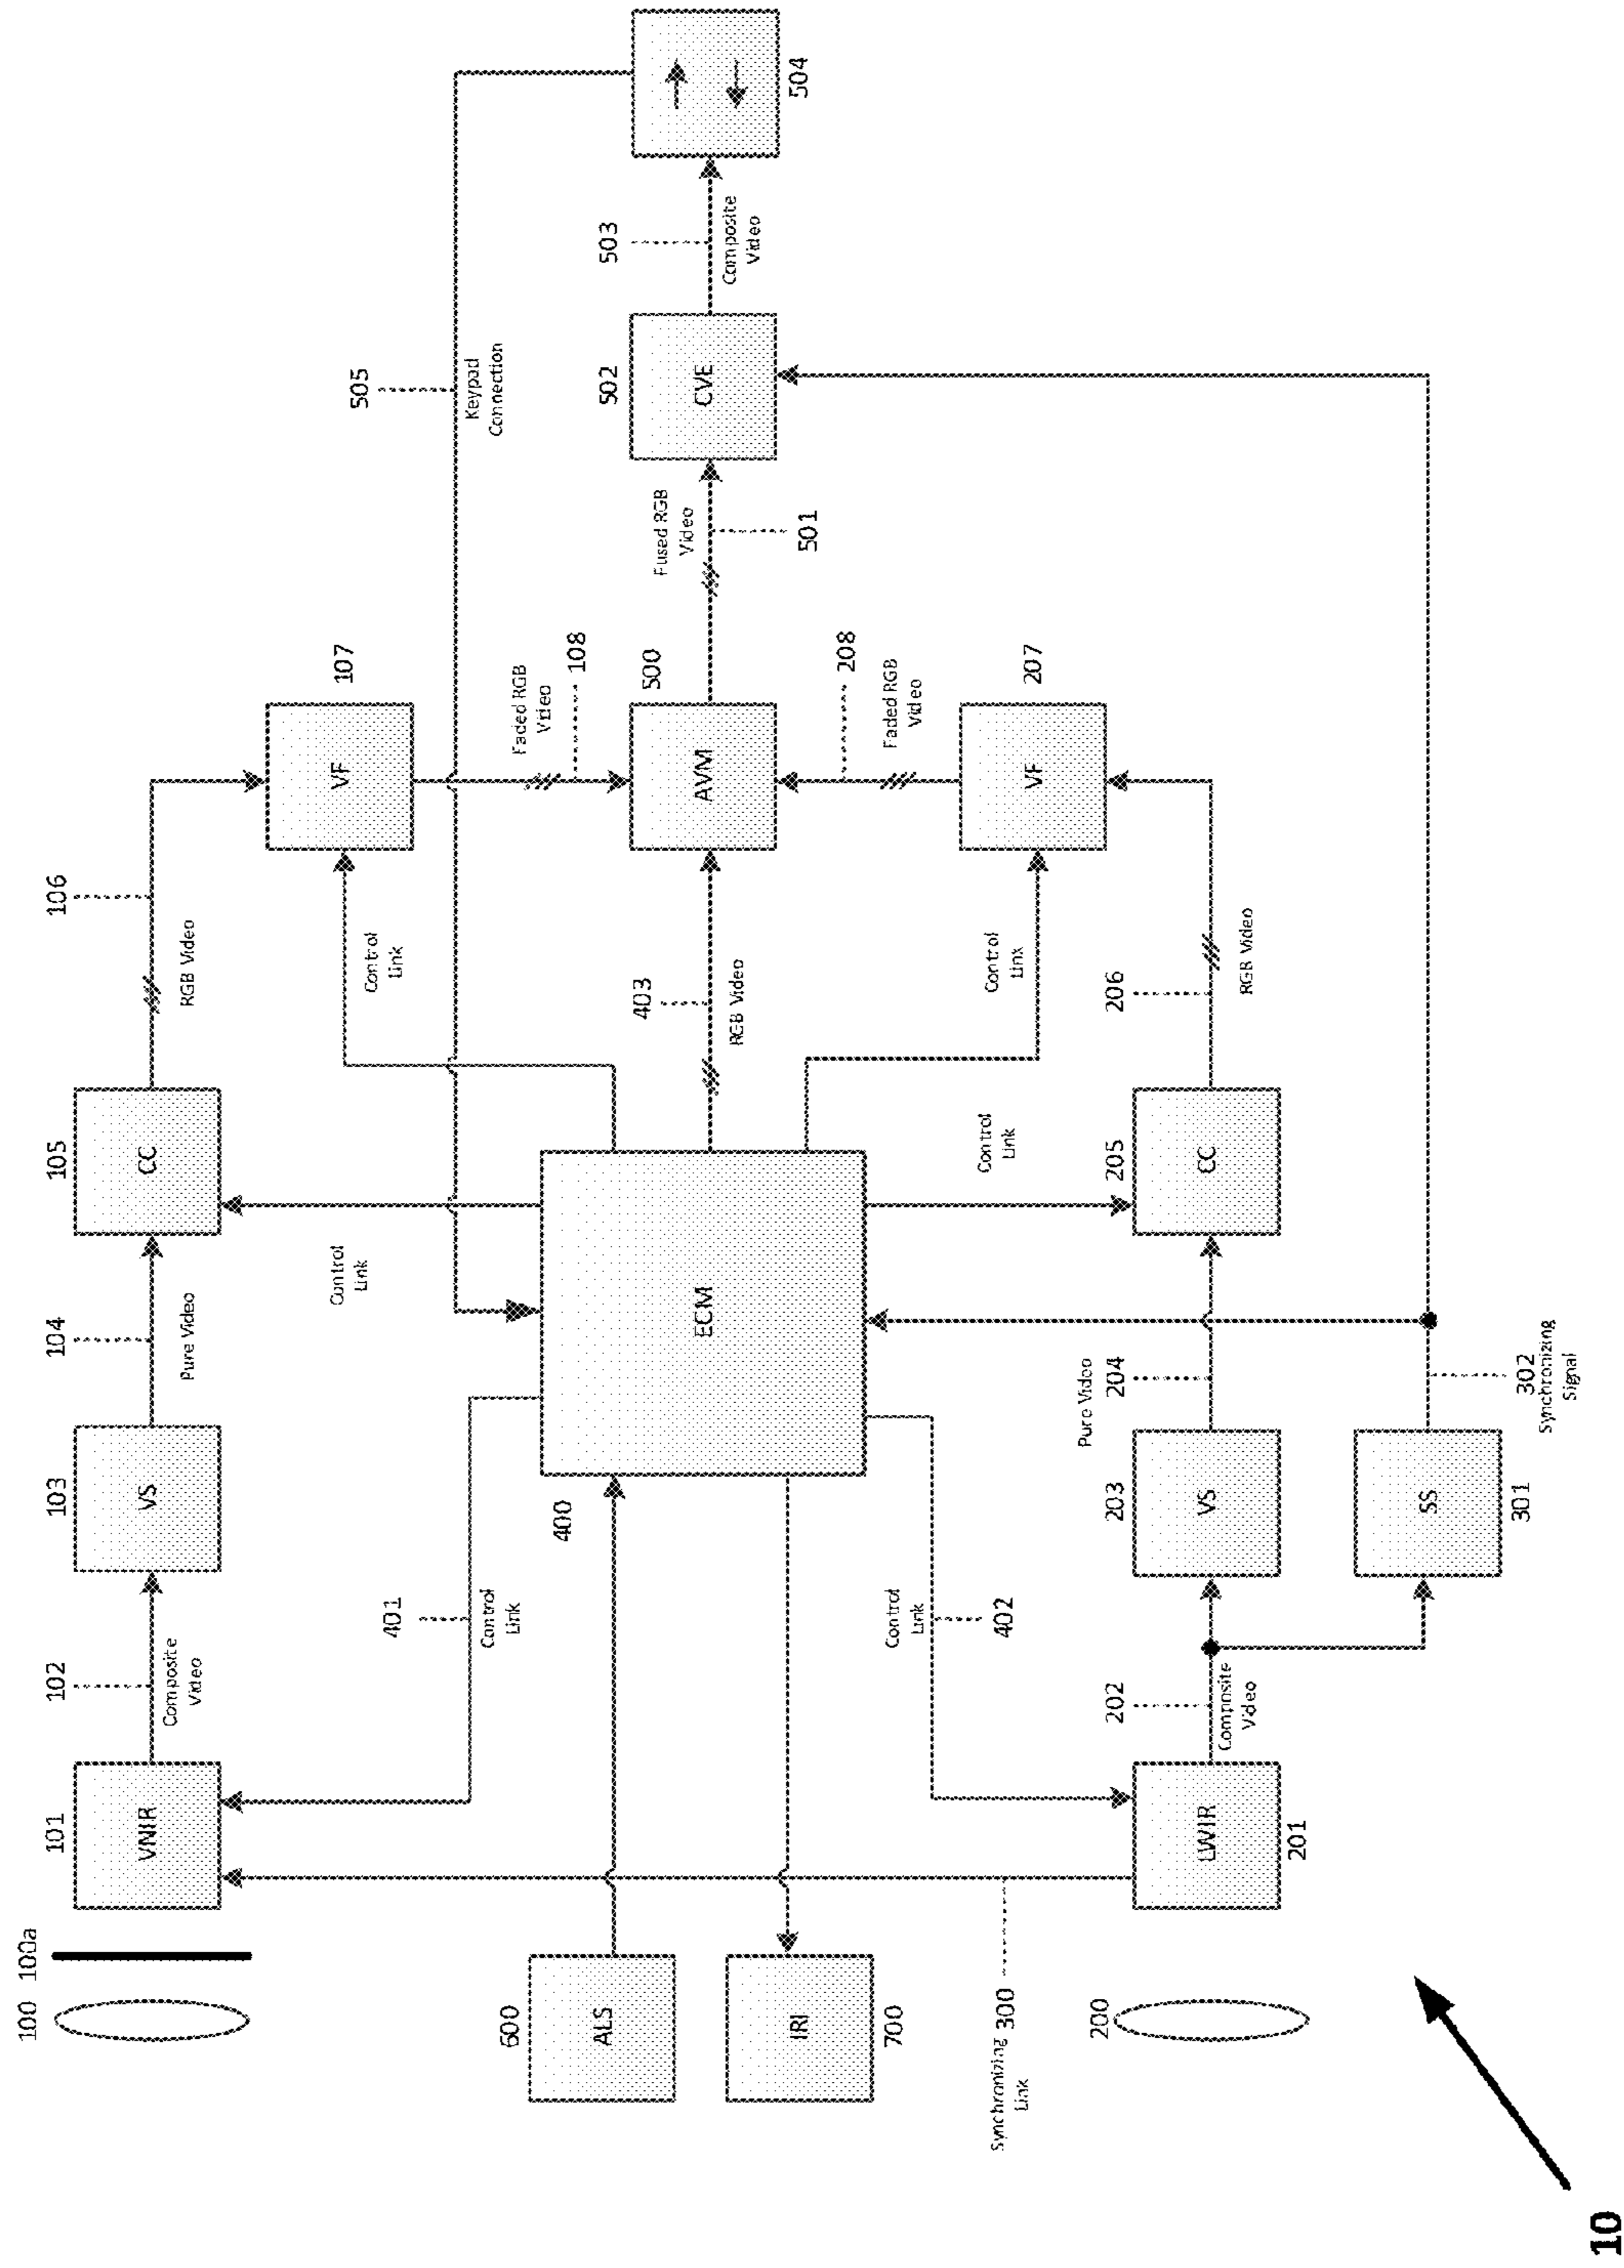 100
100a
101
VNIR
102
Composite
Video
103
VS
104
Pure Video
105
CC
106
RGB Video
107
VF
Control
Link
Control
Link
401
Control
Link
505
Keypad
Connection
Faded RGB
Video
108
600
ALS
IRI
700
400
ECM
403
RGB Video
500
AVM
Fused RGB
Video
501
502
CVE
503
Composite
Video
504
208
Faded RGB
Video
207
VF
Control
Link
Control
Link
402
Control
Link
Synchronizing
Link
300
200
LWIR
201
202
Composite
Video
203
VS
Pure Video
204
205
CC
206
RGB Video
SS
301
302
Synchronizing
Signal
10